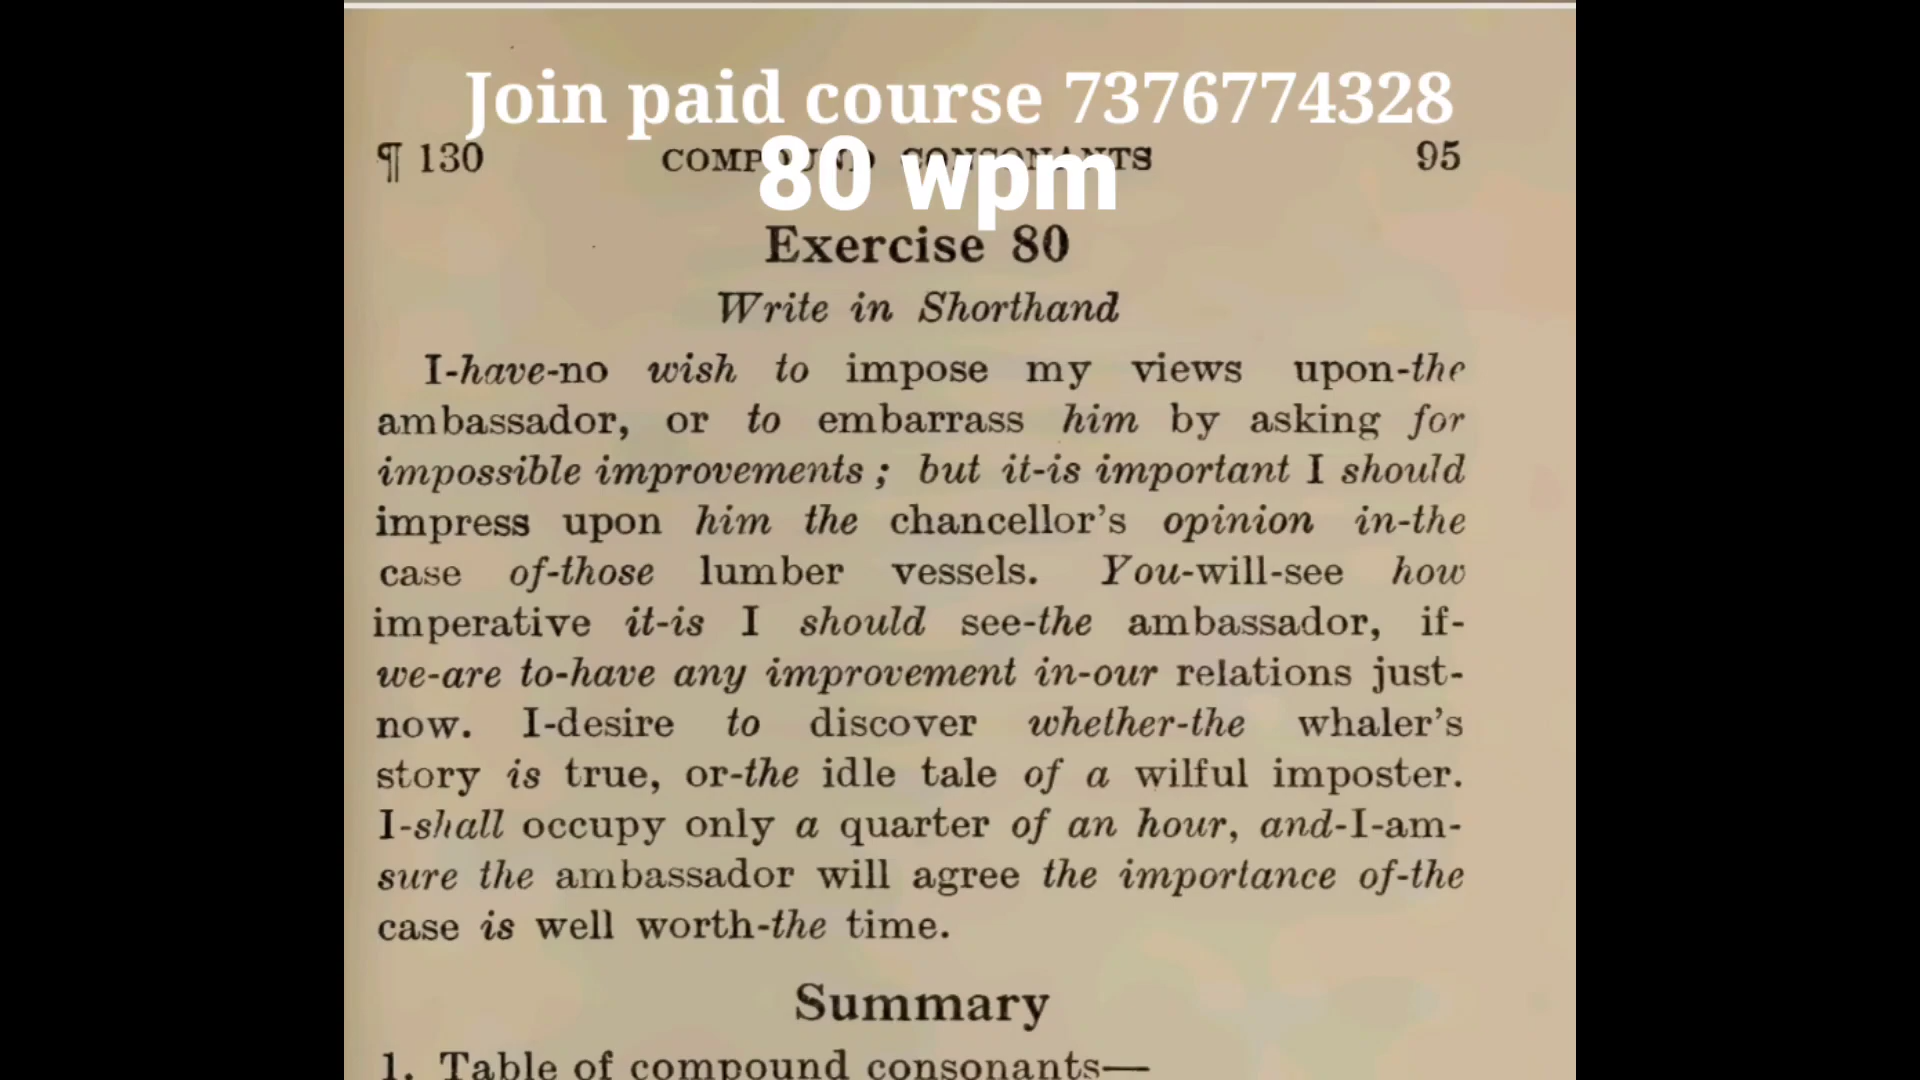 Join paid course 7376774328
¶ 130 COMPOUND CONSONANTS 95
80 wpm
Exercise 80
Write in Shorthand
I-have-no wish to impose my views upon-the
ambassador, or to embarrass him by asking for
impossible improvements ; but it-is important I should
impress upon him the chancellor's opinion in-the
case of-those lumber vessels. You-will-see how
imperative it-is I should see-the ambassador, if-
we-are to-have any improvement in-our relations just-
now. I-desire to discover whether-the whaler's
story is true, or-the idle tale of a wilful imposter.
I-shall occupy only a quarter of an hour, and-I-am-
sure the ambassador will agree the importance of-the
case is well worth-the time.
Summary
1. Table of compound consonants—